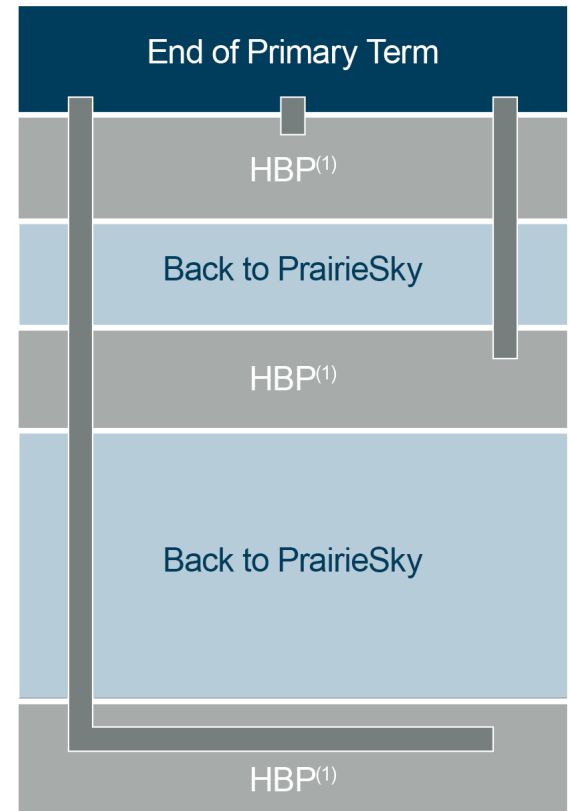 End of Primary Term
HBP(1)
Back to PrairieSky
HBP(1)
Back to PrairieSky
HBP(1)